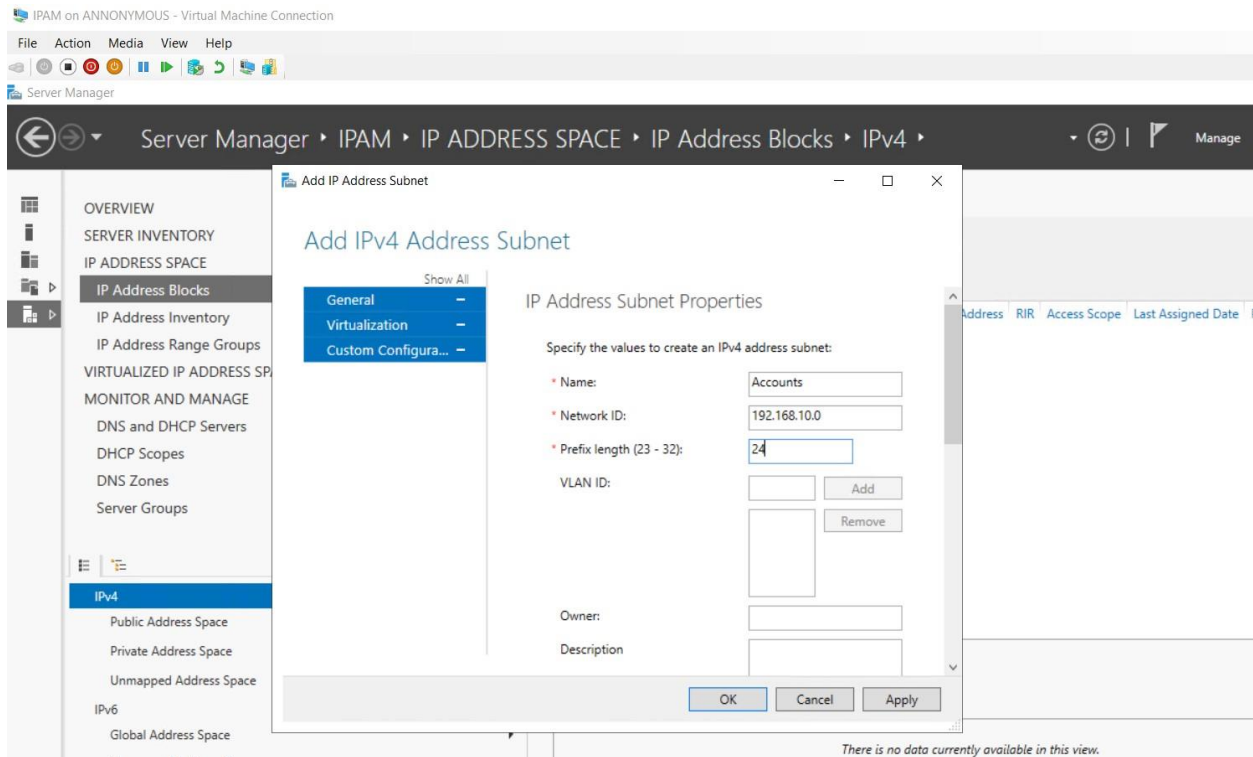 IPAM on ANNONYMOUS - Virtual Machine Connection
File Action Media View Help
Server Manager
Server Manager ‣ IPAM ‣ IP ADDRESS SPACE ‣ IP Address Blocks ‣ IPv4 ‣
Manage
OVERVIEW
SERVER INVENTORY
IP ADDRESS SPACE
IP Address Blocks
IP Address Inventory
IP Address Range Groups
VIRTUALIZED IP ADDRESS
MONITOR AND MANAGE
DNS and DHCP Servers
DHCP Scopes
DNS Zones
Server Groups
IPv4
Public Address Space
Private Address Space
Unmapped Address Space
IPv6
Global Address Space
Add IP Address Subnet
Add IPv4 Address Subnet
Show All
General
Virtualization
Custom Configura...
IP Address Subnet Properties
Specify the values to create an IPv4 address subnet:
* Name: Accounts
* Network ID: 192.168.10.0
* Prefix length (23 - 32): 24
VLAN ID:
Add
Remove
Owner:
Description
OK Cancel Apply
Address RIR Access Scope Last Assigned Date
There is no data currently available in this view.